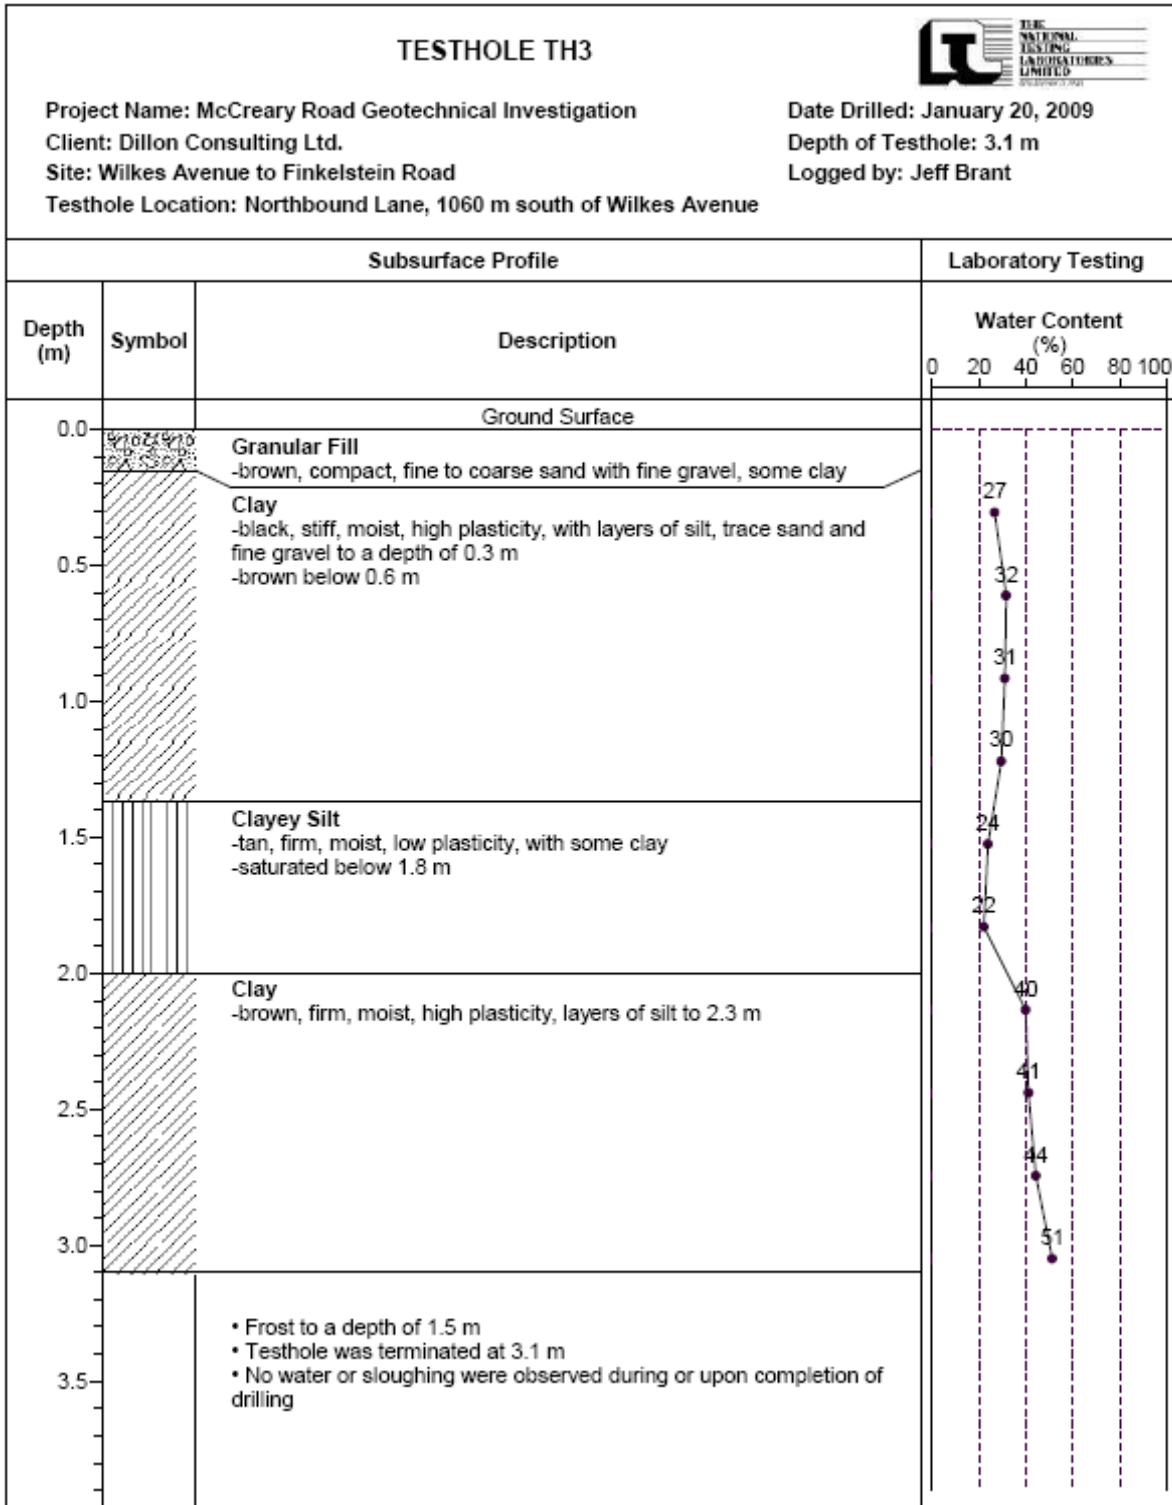 TESTHOLE TH3
THE
NATIONAL
TESTING
LABORATORIES
LIMITED
Project Name: McCreary Road Geotechnical Investigation
Date Drilled: January 20, 2009
Client: Dillon Consulting Ltd.
Depth of Testhole: 3.1 m
Site: Wilkes Avenue to Finkelstein Road
Logged by: Jeff Brant
Testhole Location: Northbound Lane, 1060 m south of Wilkes Avenue
Subsurface Profile
Laboratory Testing
Depth
(m)
Symbol
Description
Water Content
(%)
0 20 40 60 80 100
Ground Surface
0.0
Granular Fill
-brown, compact, fine to coarse sand with fine gravel, some clay
Clay
-black, stiff, moist, high plasticity, with layers of silt, trace sand and
fine gravel to a depth of 0.3 m
-brown below 0.6 m
27
0.5
32
31
1.0
30
Clayey Silt
-tan, firm, moist, low plasticity, with some clay
-saturated below 1.8 m
1.5
24
22
2.0
Clay
-brown, firm, moist, high plasticity, layers of silt to 2.3 m
40
41
2.5
44
3.0
51
• Frost to a depth of 1.5 m
• Testhole was terminated at 3.1 m
• No water or sloughing were observed during or upon completion of
drilling
3.5